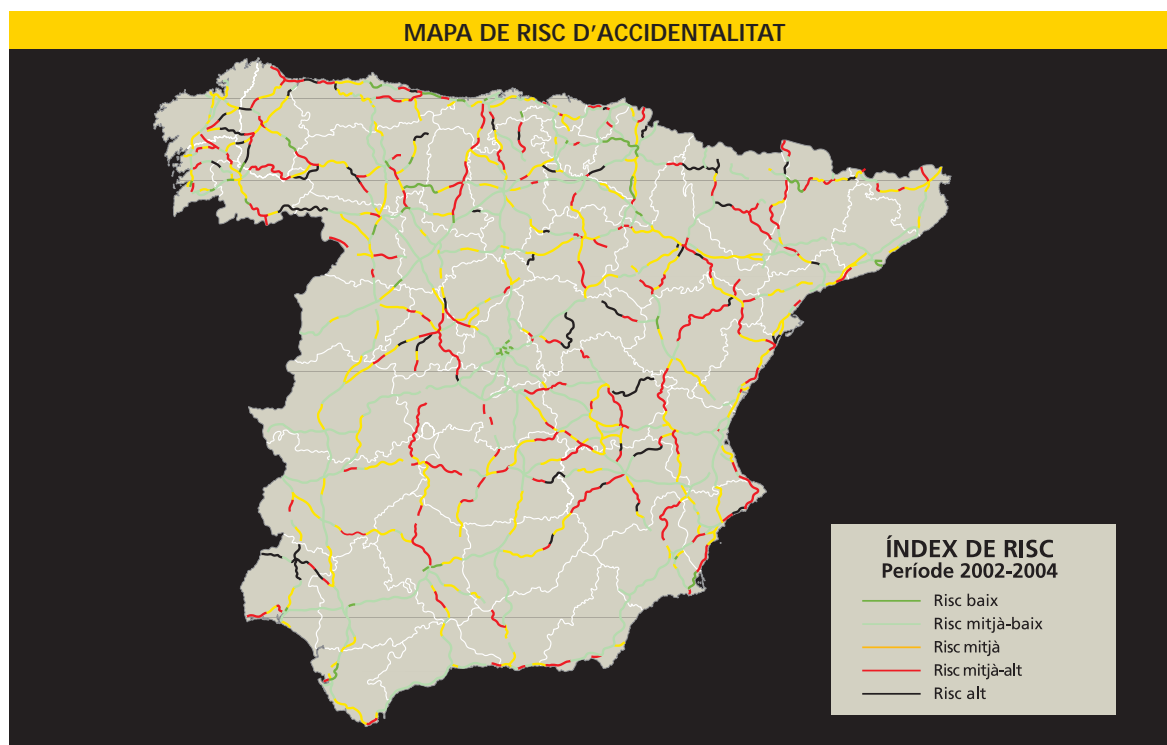 MAPA DE RISC D'ACCIDENTALITAT
ÍNDEX DE RISC
Període 2002-2004
Risc baix
Risc mitjà-baix
Risc mitjà
Risc mitjà-alt
Risc alt